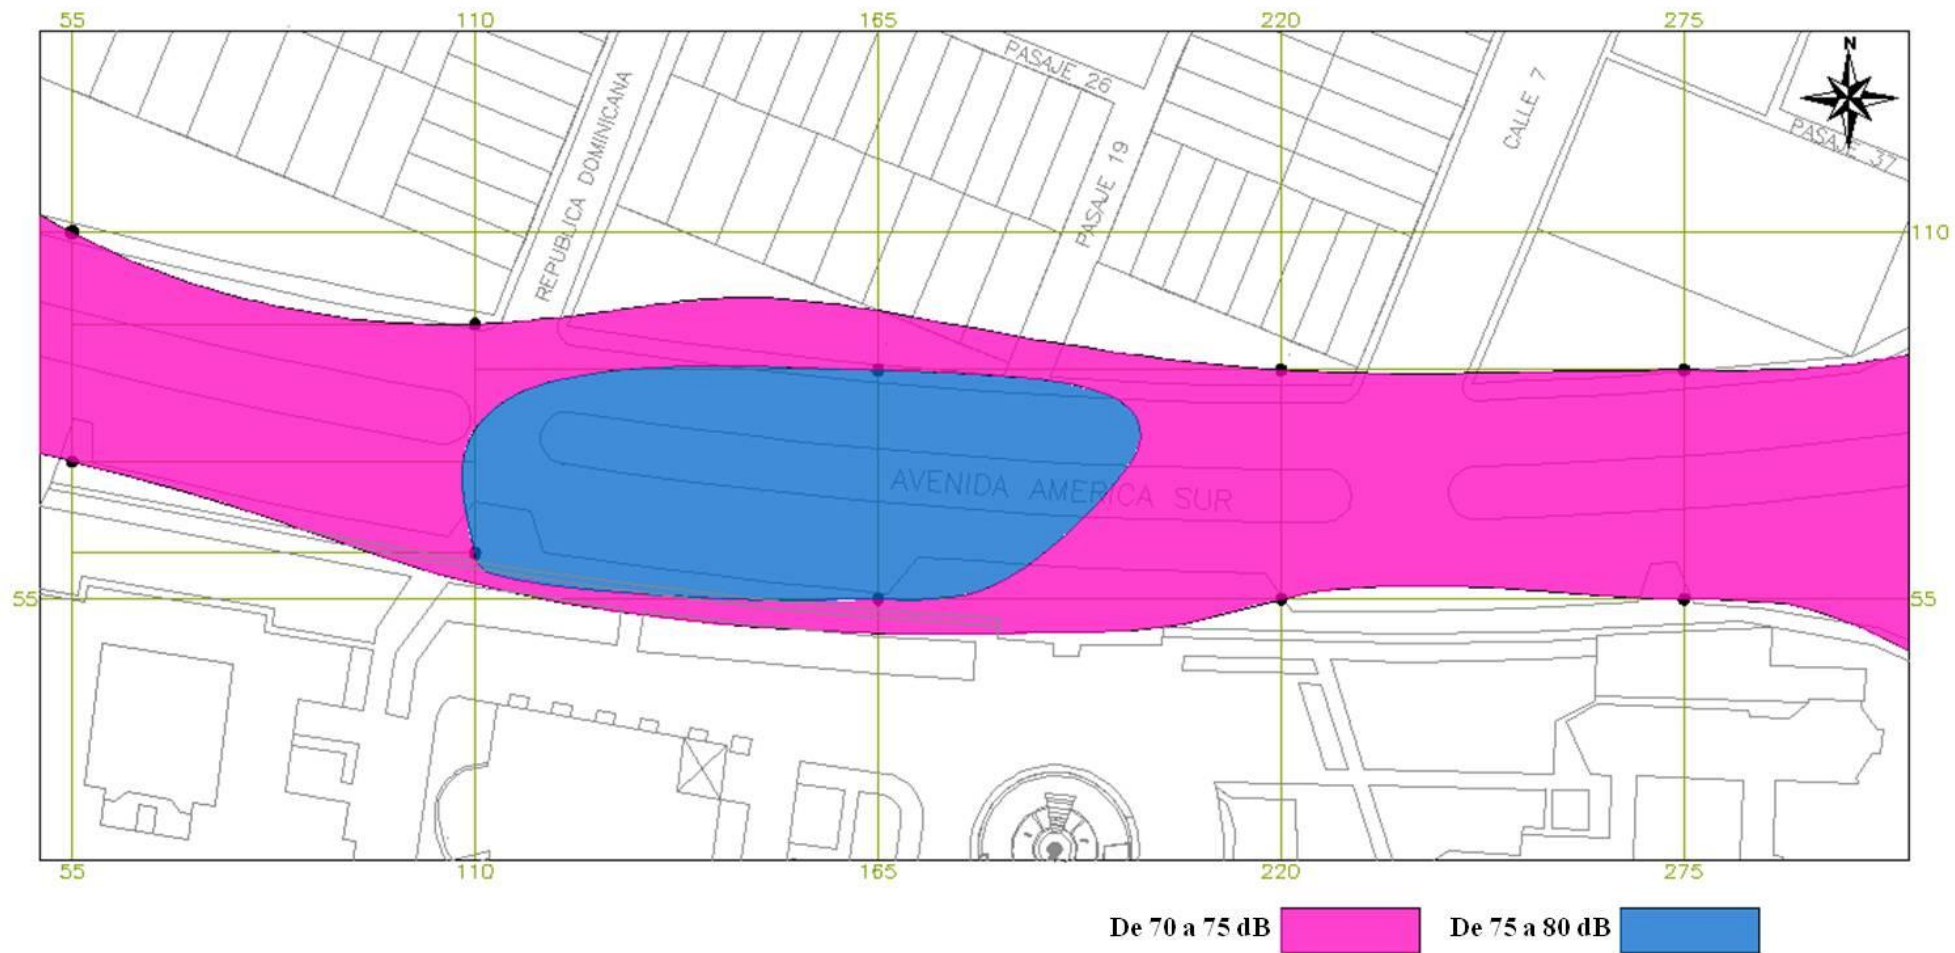 55 110 165 220 275
N
PASAJE 26
CALLE 7
REPUBLICA DOMINICANA
PASAJE 19
PASAJE 37
110
AVENIDA AMERICA SUR
55 55
55 110 165 220 275
De 70 a 75 dB De 75 a 80 dB